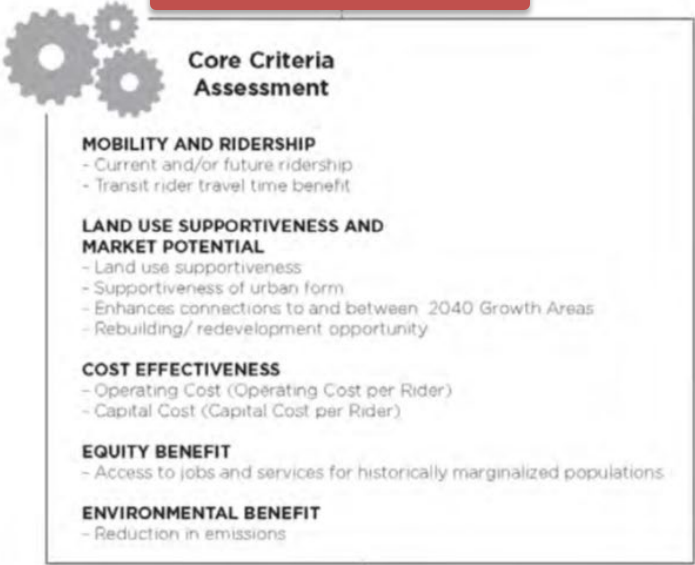 Core Criteria
Assessment
MOBILITY AND RIDERSHIP
- Current and/or future ridership
- Transit rider travel time benefit
LAND USE SUPPORTIVENESS AND
MARKET POTENTIAL
- Land use supportiveness
- Supportiveness of urban form
- Enhances connections to and between 2040 Growth Areas
- Rebuilding/ redevelopment opportunity
COST EFFECTIVENESS
- Operating Cost (Operating Cost per Rider)
- Capital Cost (Capital Cost per Rider)
EQUITY BENEFIT
- Access to jobs and services for historically marginalized populations
ENVIRONMENTAL BENEFIT
- Reduction in emissions